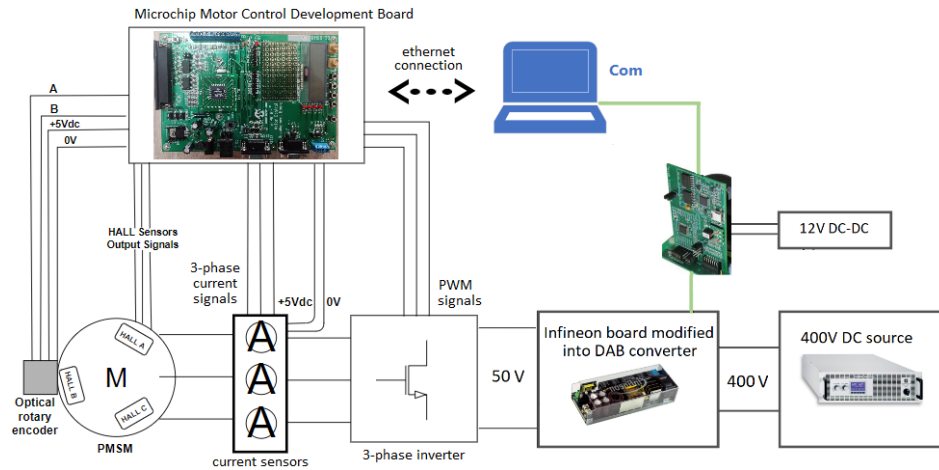 Microchip Motor Control Development Board
ethernet
connection
Com
A
B
+5Vdc
0V
HALL Sensors
Output Signals
12V DC-DC
3-phase
current
signals
+5Vdc
0V
PWM
signals
HALL A
HALL B
HALL C
M
A
A
A
50 V
Infineon board modified
into DAB converter
400 V
400V DC source
Optical
rotary
encoder
PMSM
current sensors
3-phase inverter